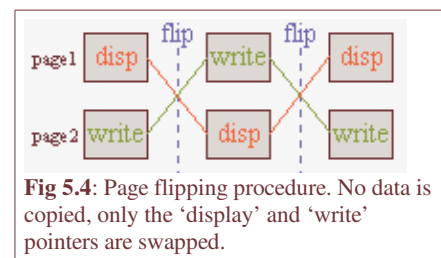 flip flip
page1 disp write disp
page2 write disp write
Fig 5.4: Page flipping procedure. No data is
copied, only the ‘display’ and ‘write’
pointers are swapped.